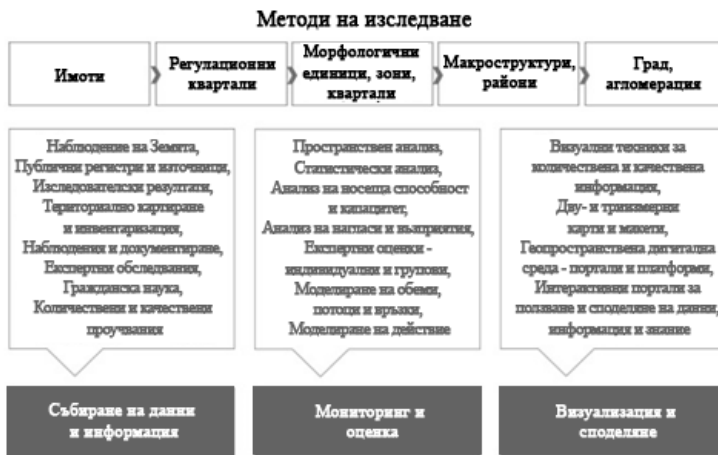 Методи на изследване
Имоти
Регулационни
квартали
Морфологични
единици, зони,
квартали
Макроструктури,
райони
Град,
агломерация
Наблюдение на Земята,
Публични регистри и източници,
Изследователски резултати,
Териториално картиране
и инвентаризация,
Наблюдения и документиране,
Експертни обследвания,
Гражданска наука,
Количествени и качествени
проучвания
Пространствен анализ,
Статистически анализ,
Анализ на носеща способност
и капацитет,
Анализ на нагласи и възприятия,
Експертни оценки -
индивидуални и групови,
Моделиране на обеми,
потоци и връзки,
Моделиране на действие
Визуални техники за
количествена и качествена
информация,
Дву- и триизмерни
карти и макети,
Геопространствена дигитална
среда - портали и платформи,
Интерактивни портали за
ползване и споделяне на данни,
информация и знание
Събиране на данни
и информация
Мониторинг и
оценка
Визуализация и
споделяне